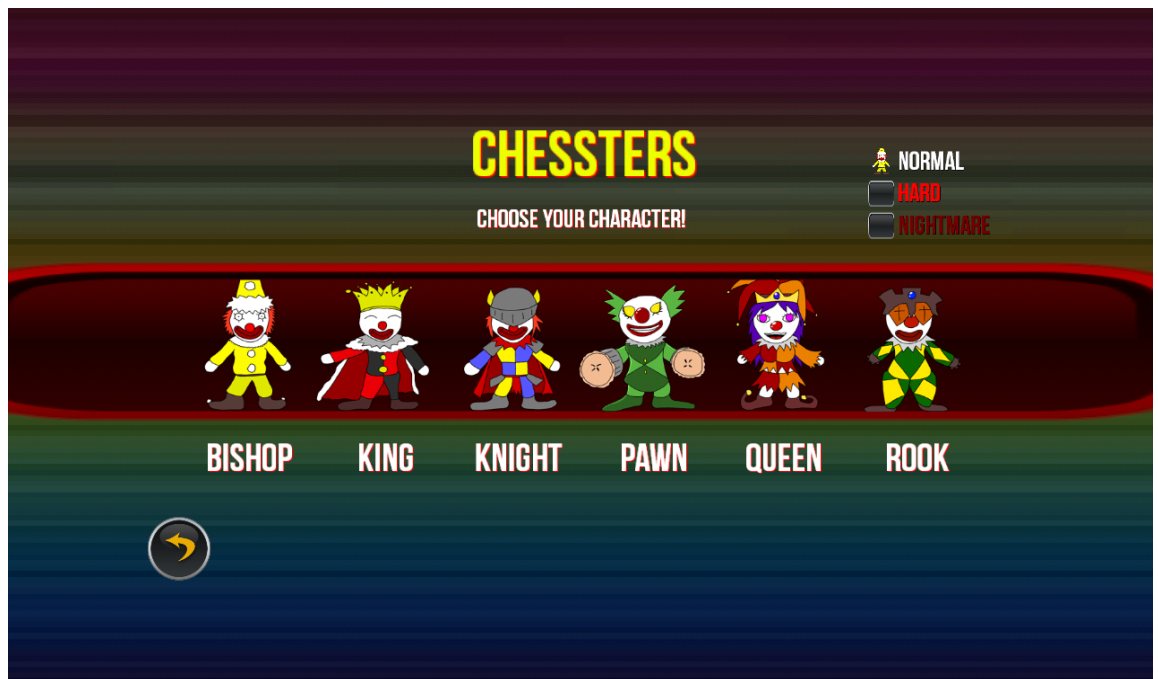 CHESSTERS
CHOOSE YOUR CHARACTER!
NORMAL
HARD
NIGHTMARE
BISHOP
KING
KNIGHT
PAWN
QUEEN
ROOK